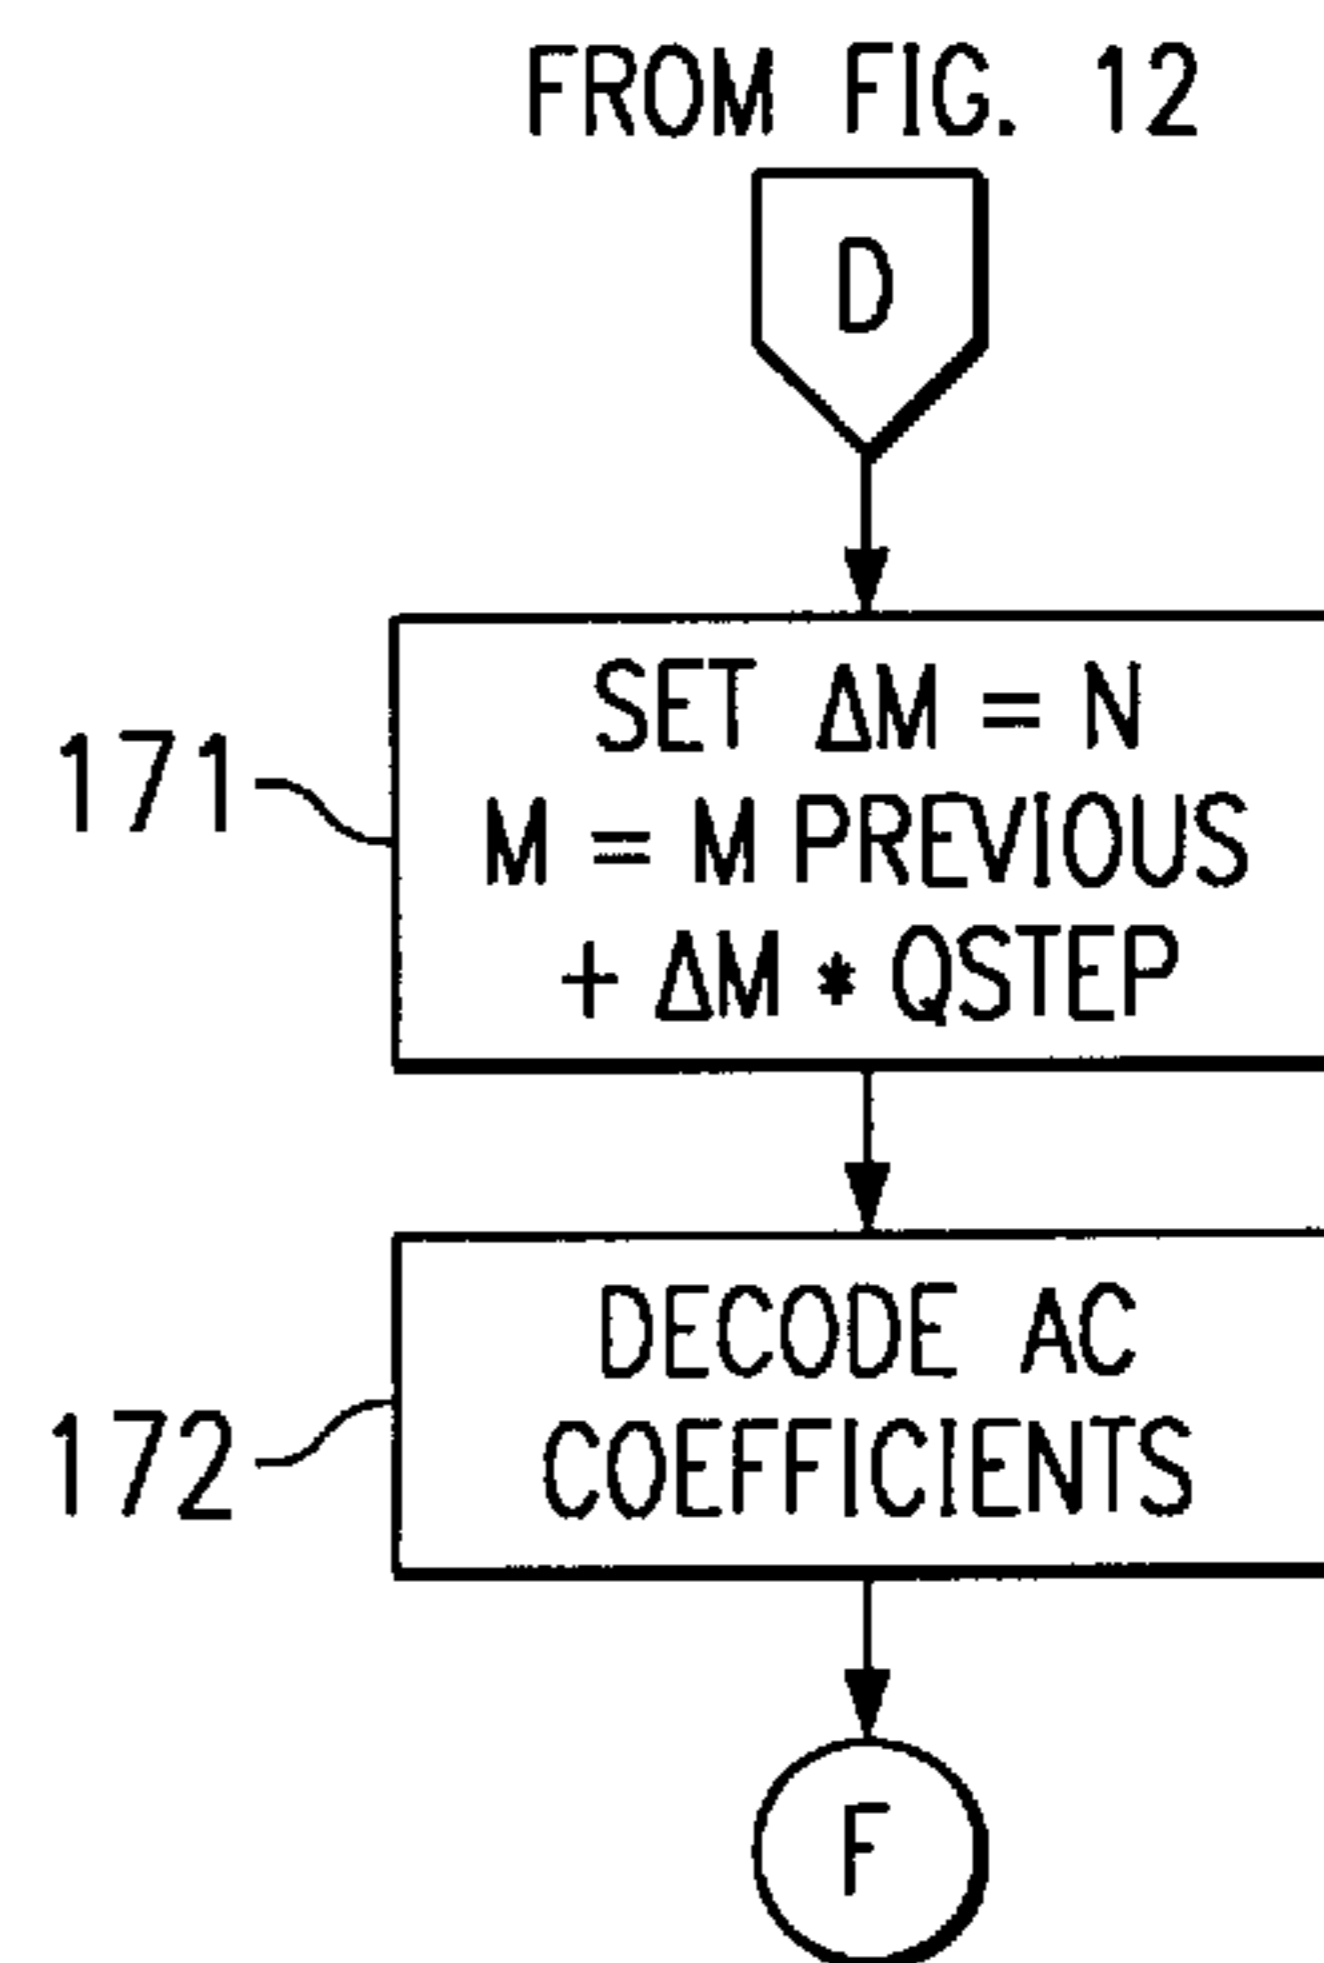 FROM FIG. 12
D
SET ΔM = N
M = M PREVIOUS
+ ΔM * QSTEP
171
DECODE AC
COEFFICIENTS
172
F